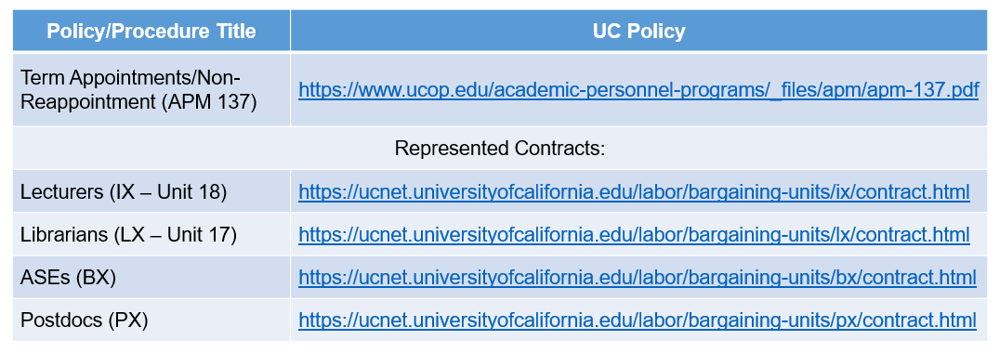 Policy/Procedure Title
UC Policy
Term Appointments/Non-
Reappointment (APM 137)
https://www.ucop.edu/academic-personnel-programs/_files/apm/apm-137.pdf
Represented Contracts:
Lecturers (IX – Unit 18)
https://ucnet.universityofcalifornia.edu/labor/bargaining-units/ix/contract.html
Librarians (LX – Unit 17)
https://ucnet.universityofcalifornia.edu/labor/bargaining-units/lx/contract.html
ASEs (BX)
https://ucnet.universityofcalifornia.edu/labor/bargaining-units/bx/contract.html
Postdocs (PX)
https://ucnet.universityofcalifornia.edu/labor/bargaining-units/px/contract.html